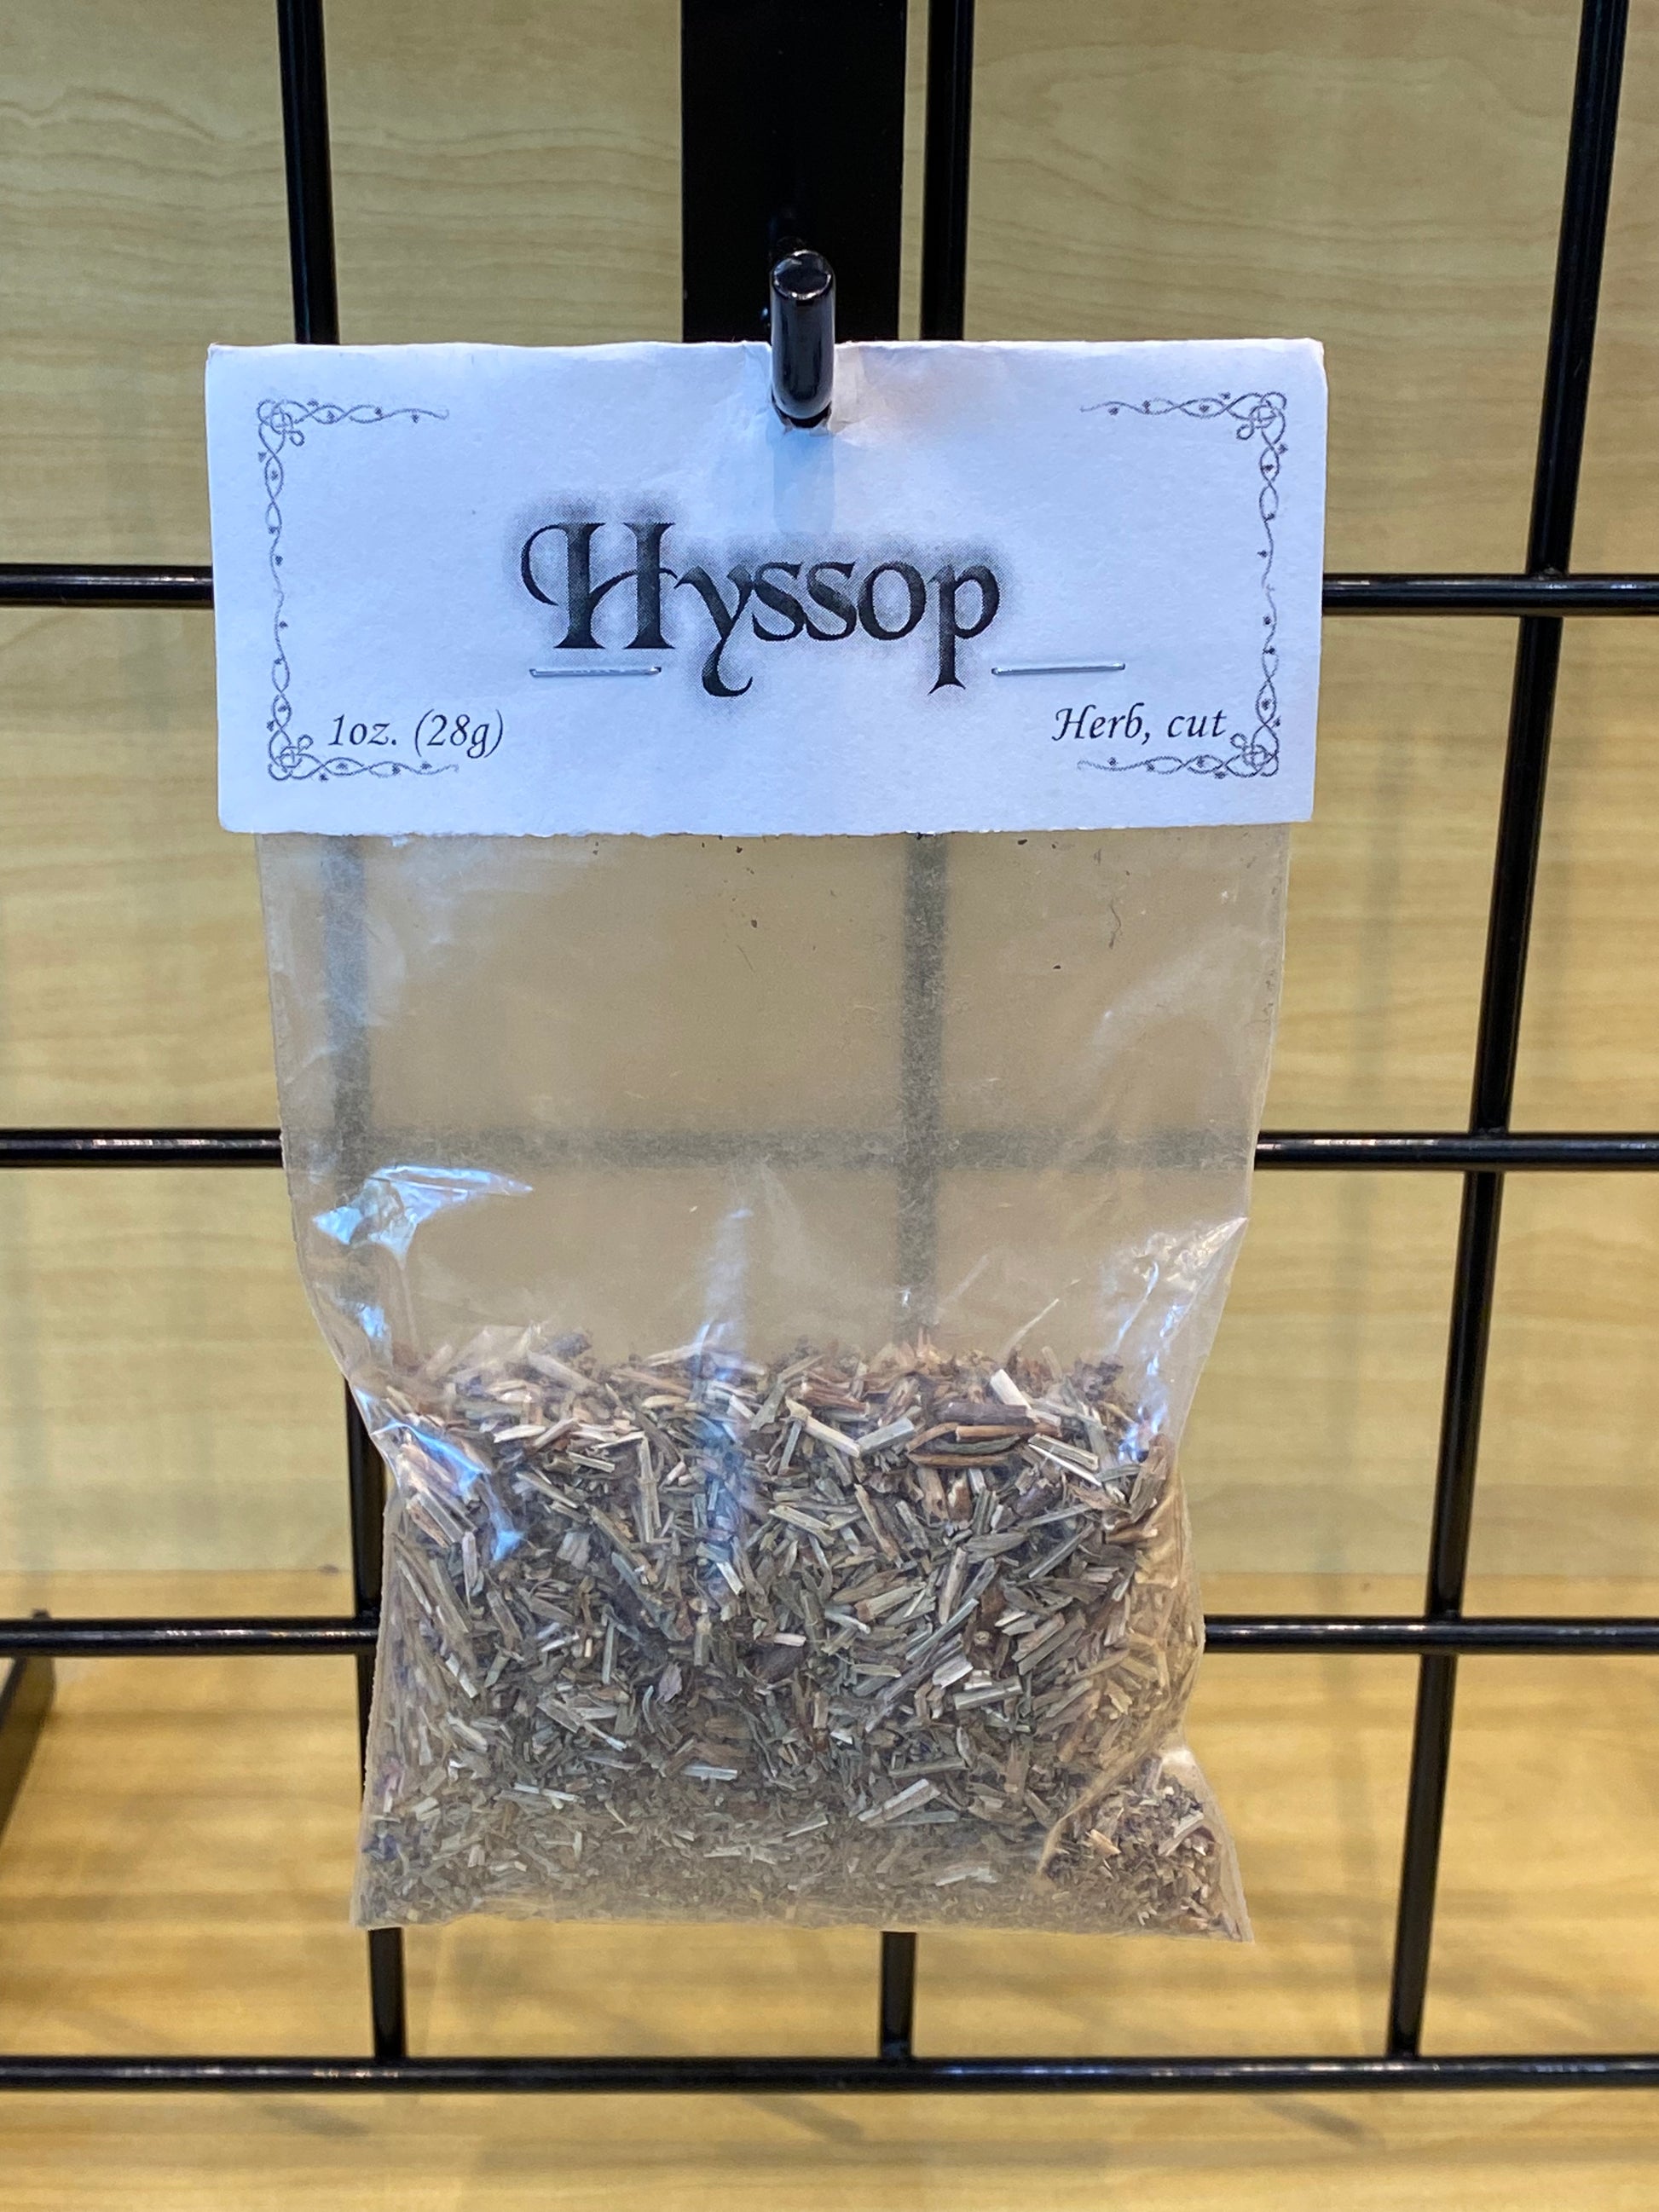 Hyssop
1oz. (28g) Herb, cut